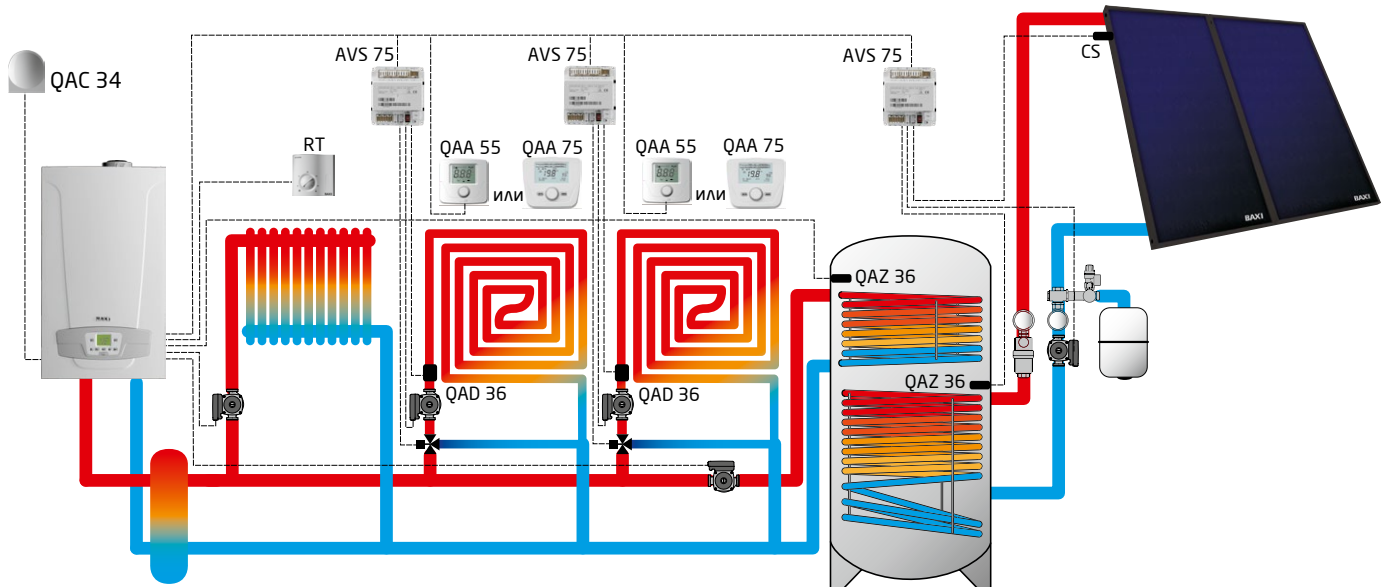 AVS 75
AVS 75
AVS 75
CS
QAC 34
RT
QAA 55
или
QAA 75
QAA 55
или
QAA 75
QAZ 36
QAD 36
QAD 36
QAZ 36
BAXI
BAXI